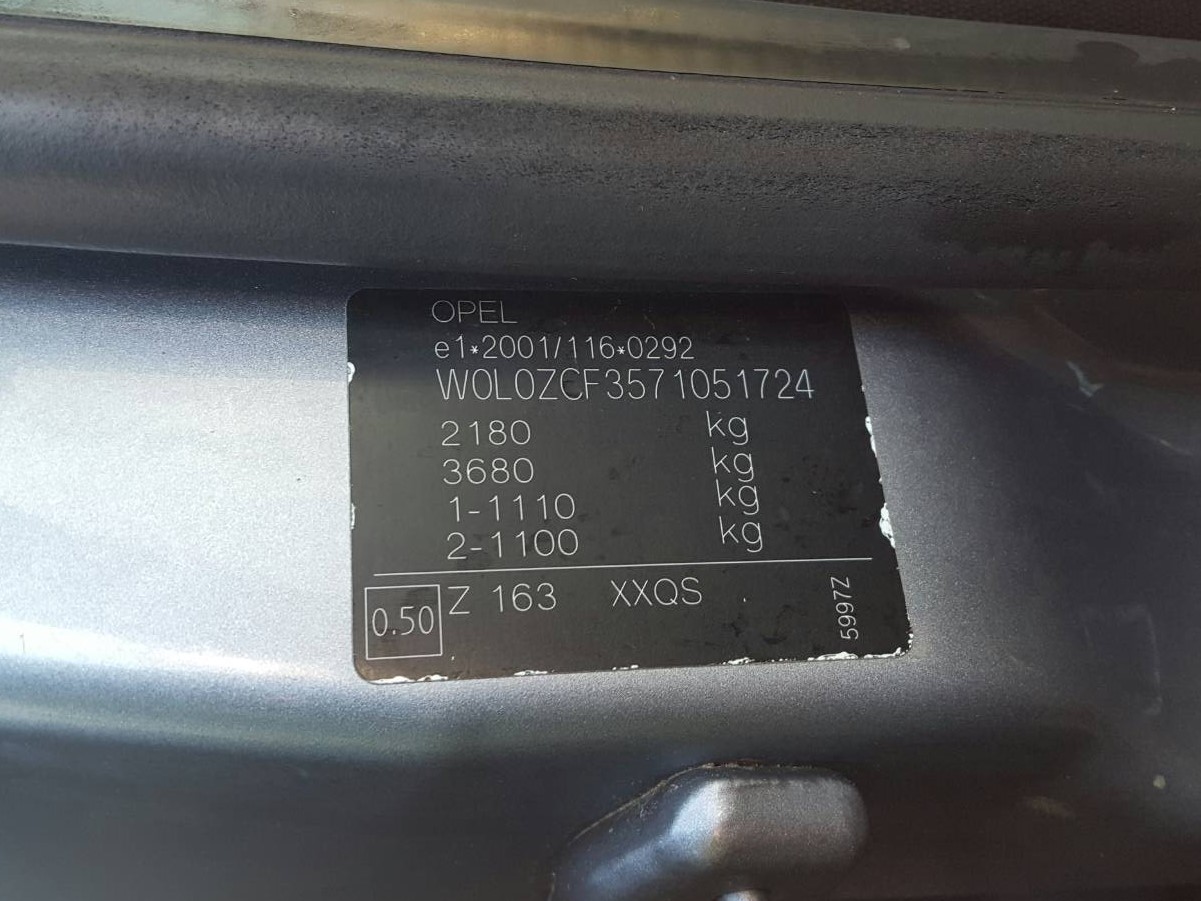 OPEL
e1*2001/116*0292
W0L0ZCF3571051724
2180 kg
3680 kg
1-1110 kg
2-1100 kg
0.50 Z 163 XXQS
5997Z